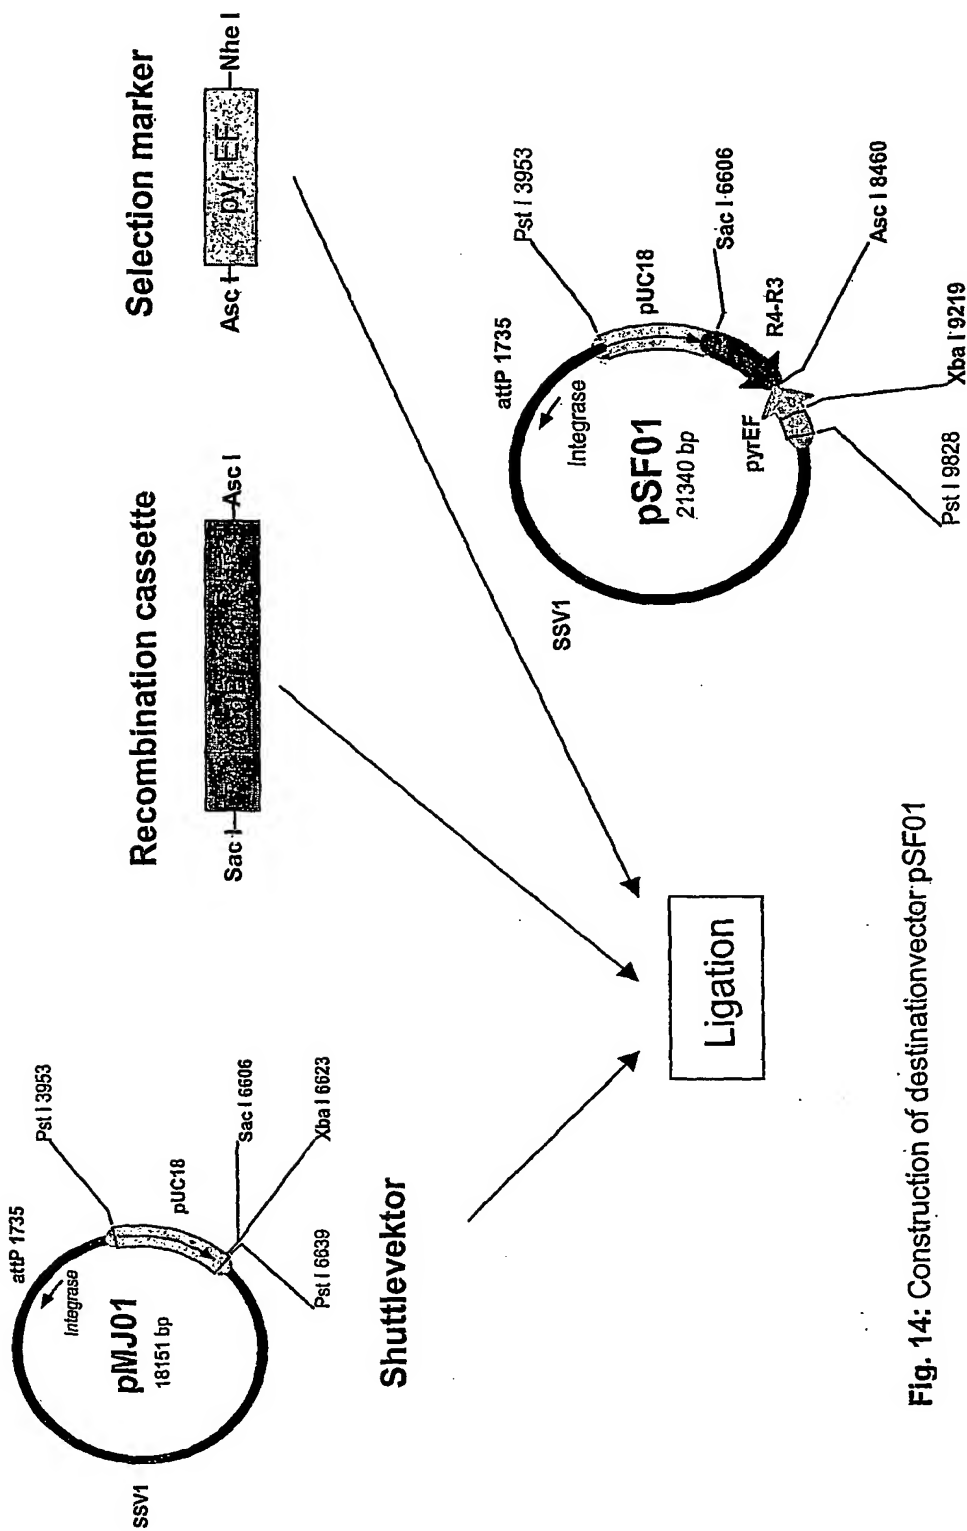 attP 1735
Pst I 3953
Integrase
pMJ01
18151 bp
pUC18
Sac I 6606
Xba I 6623
Pst I 6639
SSV1
Shuttlevektor
Recombination cassette
Sac I
Asc I
Selection marker
Asc I
pyr EF
Nhe I
Ligation
attP 1735
Pst I 3953
Integrase
pUC18
pSF01
21340 bp
Sac I 6606
R4-R3
pyrEF
Asc I 8460
Xba I 9219
Pst I 9828
SSV1
Fig. 14: Construction of destinationvector pSF01